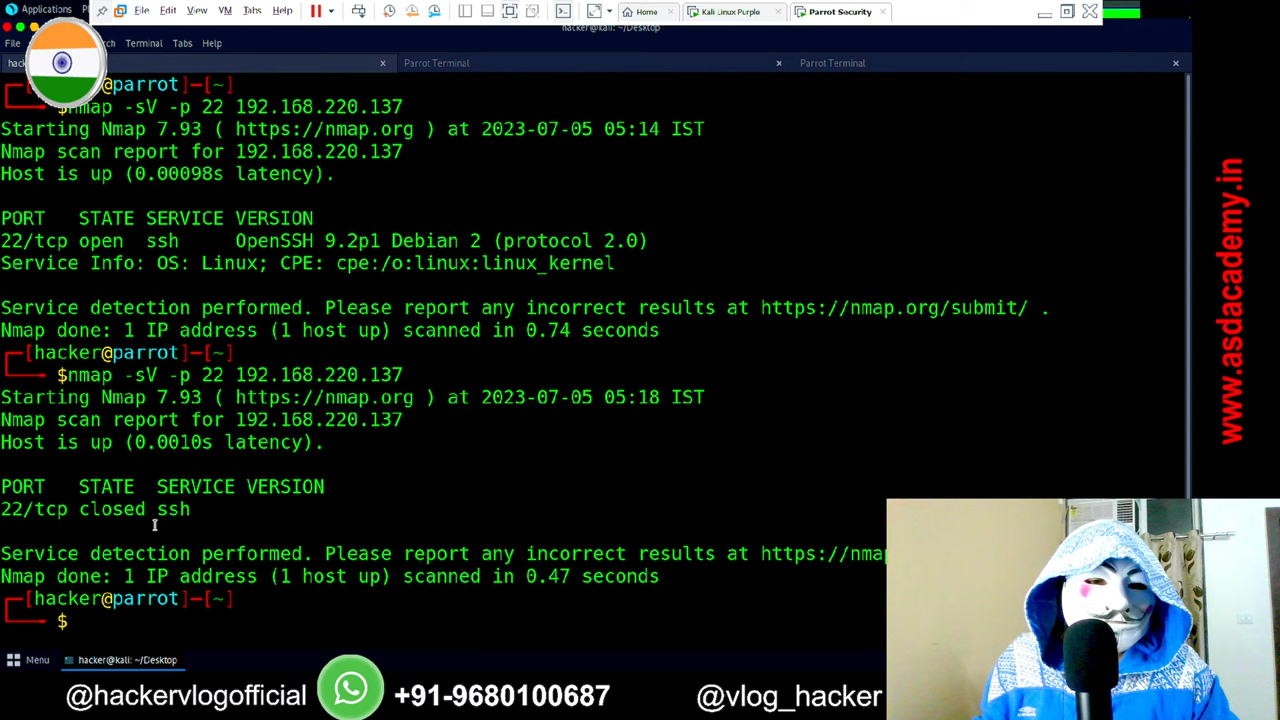 Applications
File Edit View VM Tabs Help
Home
Kali Linux Purple
Parrot Security
hacker@kali: ~/Desktop
File
Terminal Tabs Help
Parrot Terminal
Parrot Terminal
@parrot]─[~]
$nmap -sV -p 22 192.168.220.137
Starting Nmap 7.93 ( https://nmap.org ) at 2023-07-05 05:14 IST
Nmap scan report for 192.168.220.137
Host is up (0.00098s latency).
PORT STATE SERVICE VERSION
22/tcp open ssh OpenSSH 9.2p1 Debian 2 (protocol 2.0)
Service Info: OS: Linux; CPE: cpe:/o:linux:linux_kernel
Service detection performed. Please report any incorrect results at https://nmap.org/submit/ .
Nmap done: 1 IP address (1 host up) scanned in 0.74 seconds
┌─[hacker@parrot]─[~]
└──╼ $nmap -sV -p 22 192.168.220.137
Starting Nmap 7.93 ( https://nmap.org ) at 2023-07-05 05:18 IST
Nmap scan report for 192.168.220.137
Host is up (0.0010s latency).
PORT STATE SERVICE VERSION
22/tcp closed ssh
Service detection performed. Please report any incorrect results at https://nmap
Nmap done: 1 IP address (1 host up) scanned in 0.47 seconds
┌─[hacker@parrot]─[~]
└──╼ $
Menu hacker@kali: ~/Desktop
@hackervlogofficial +91-9680100687 @vlog_hacker
www.asdacademy.in